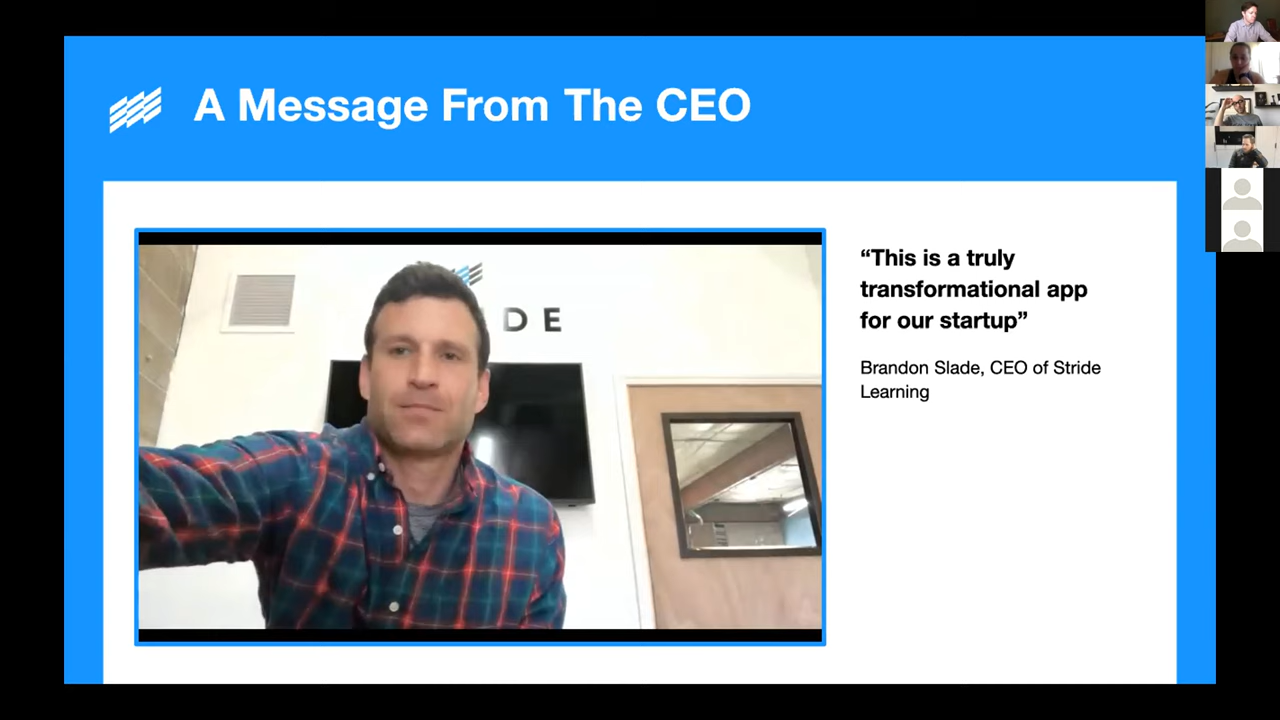 A Message From The CEO
DE
“This is a truly
transformational app
for our startup”
Brandon Slade, CEO of Stride
Learning